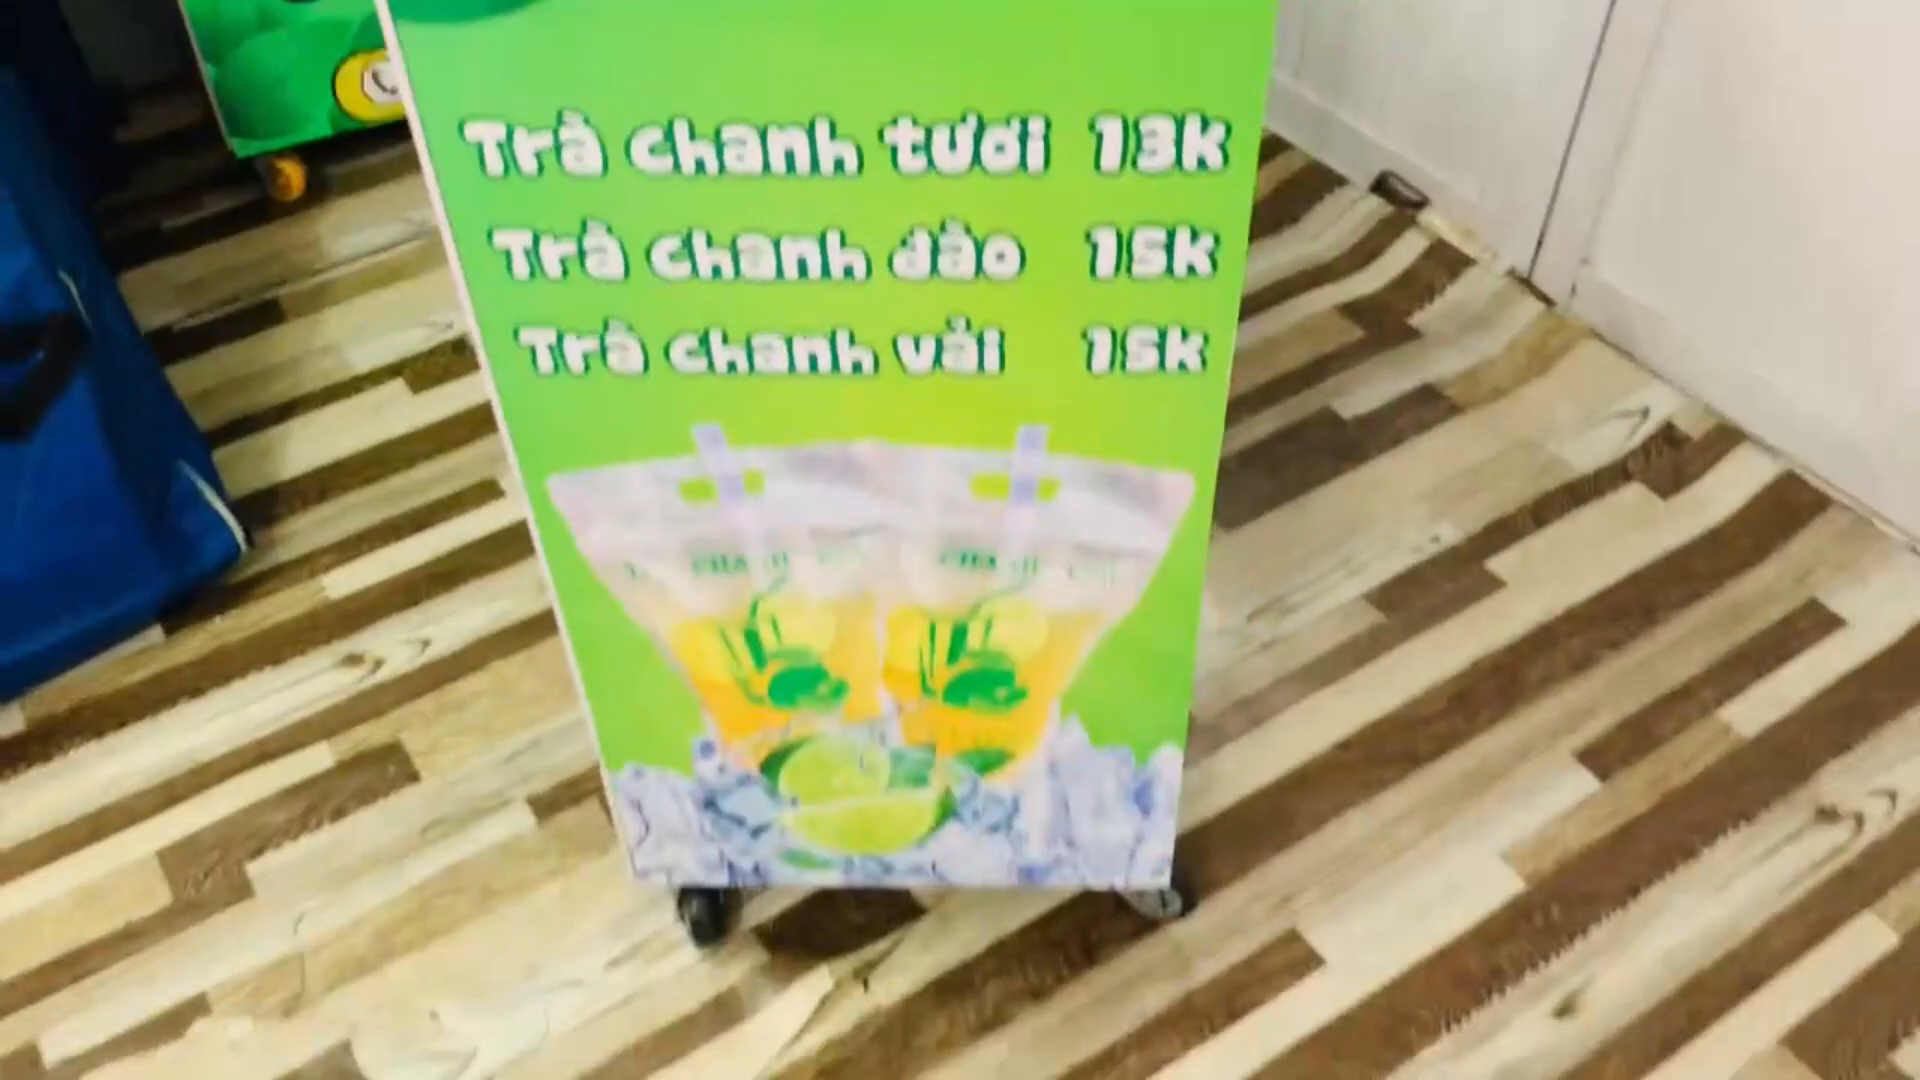 Trà chanh tươi 13k
Trà chanh đào 15k
Trà chanh vải 15k